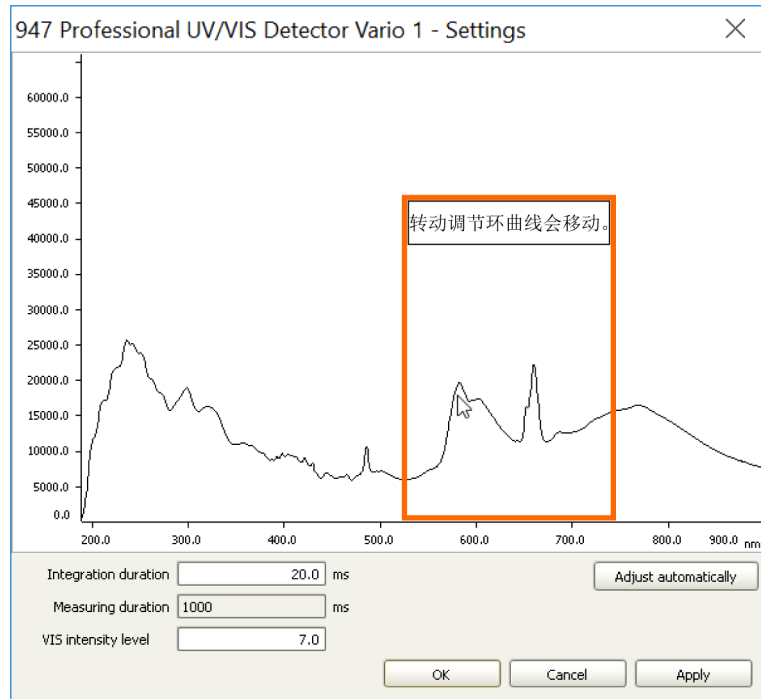 947 Professional UV/VIS Detector Vario 1 - Settings
60000.0
55000.0
50000.0
45000.0
转动调节环曲线会移动。
40000.0
35000.0
30000.0
25000.0
20000.0
15000.0
10000.0
5000.0
0.0
200.0 300.0 400.0 500.0 600.0 700.0 800.0 900.0 nm
Integration duration 20.0 ms Adjust automatically
Measuring duration 1000 ms
VIS intensity level 7.0
OK Cancel Apply